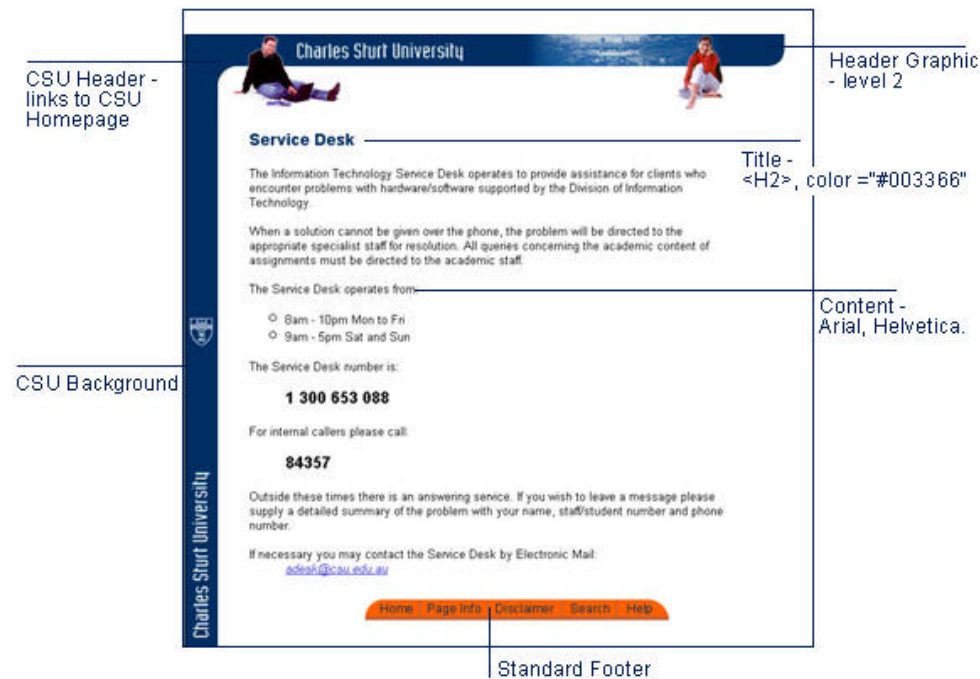 Charles Sturt University
CSU Header -
links to CSU
Homepage
Header Graphic
- level 2
Service Desk
Title -
<H2>, color ="#003366"
The Information Technology Service Desk operates to provide assistance for clients who
encounter problems with hardware/software supported by the Division of Information
Technology.
When a solution cannot be given over the phone, the problem will be directed to the
appropriate specialist staff for resolution. All queries concerning the academic content of
assignments must be directed to the academic staff.
The Service Desk operates from:
Content -
Arial, Helvetica.
8am - 10pm Mon to Fri
9am - 5pm Sat and Sun
The Service Desk number is:
CSU Background
1 300 653 088
For internal callers please call:
84357
Charles Sturt University
Outside these times there is an answering service. If you wish to leave a message please
supply a detailed summary of the problem with your name, staff/student number and phone
number.
If necessary you may contact the Service Desk by Electronic Mail:
adesk@csu.edu.au
Home Page Info Disclaimer Search Help
Standard Footer